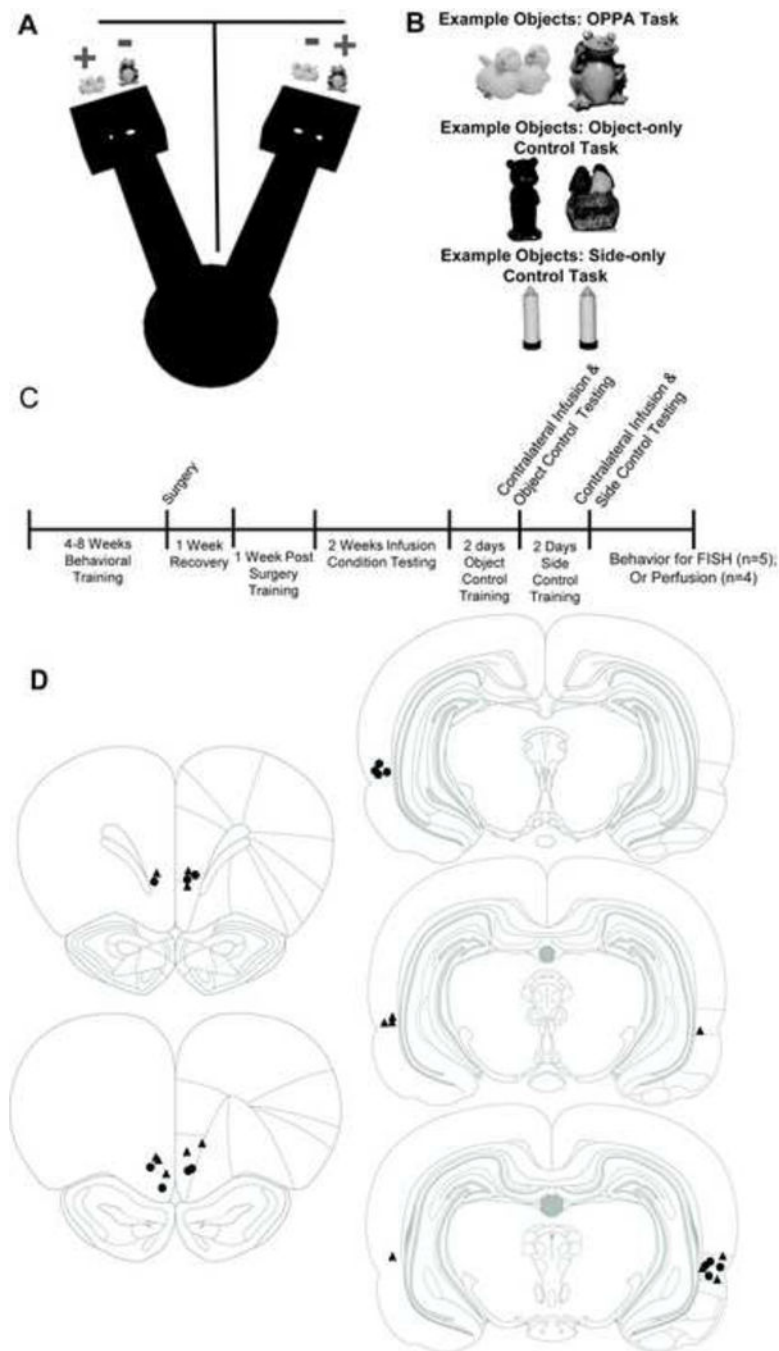 A
+ -
- +
B
Example Objects: OPPA Task
Example Objects: Object-only
Control Task
Example Objects: Side-only
Control Task
C
Surgery
Contralateral Infusion &
Object Control Testing
Contralateral Infusion &
Side Control Testing
4-8 Weeks
Behavioral
Training
1 Week
Recovery
1 Week Post
Surgery
Training
2 Weeks Infusion
Condition Testing
2 days
Object
Control
Training
2 Days
Side
Control
Training
Behavior for FISH (n=5);
Or Perfusion (n=4)
D